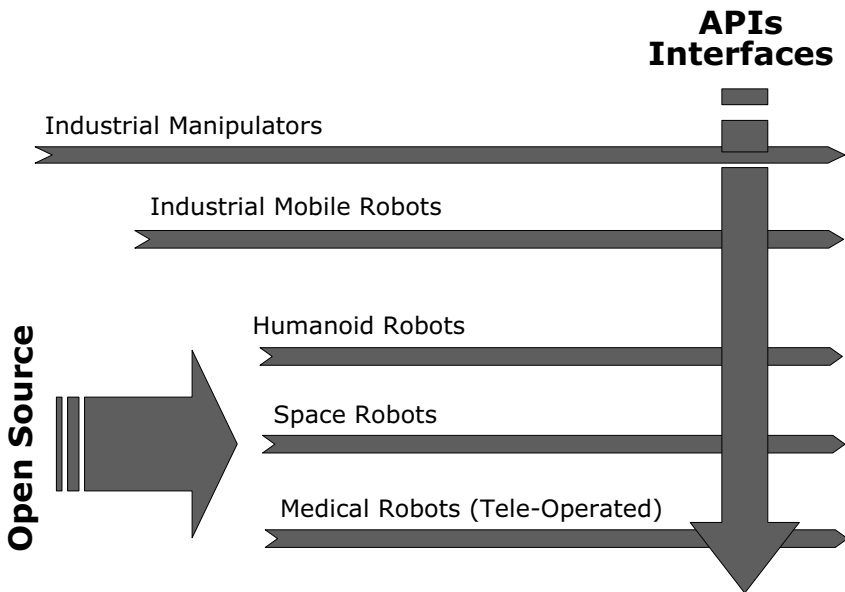 APIs
Interfaces
Industrial Manipulators
Industrial Mobile Robots
Humanoid Robots
Open Source
Space Robots
Medical Robots (Tele-Operated)